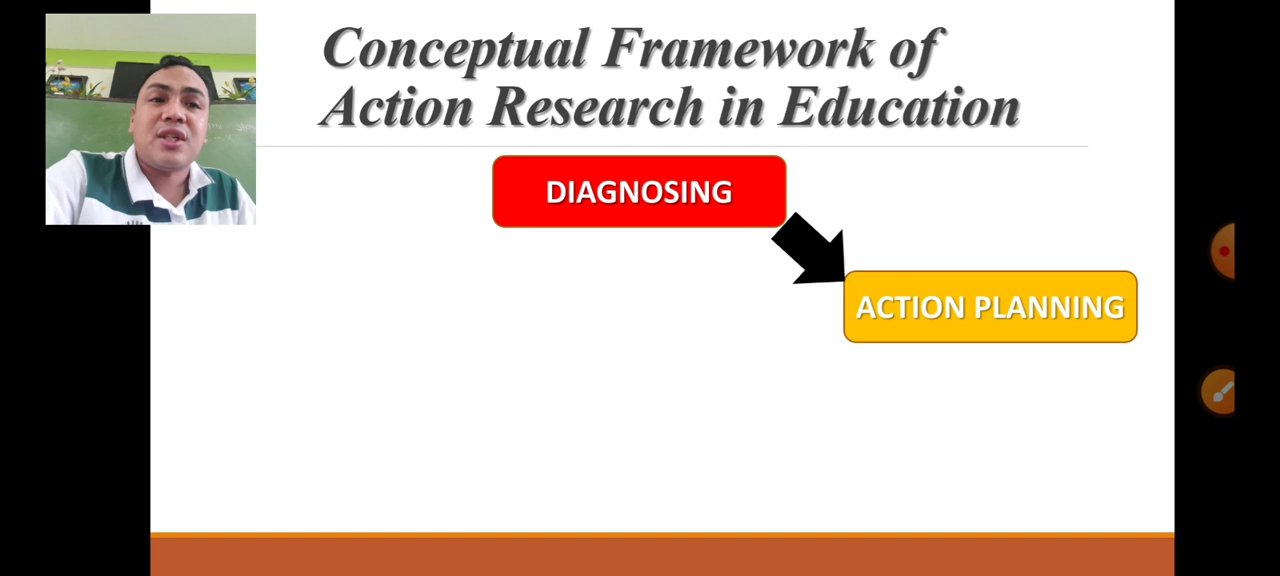 Conceptual Framework of
Action Research in Education
DIAGNOSING
ACTION PLANNING